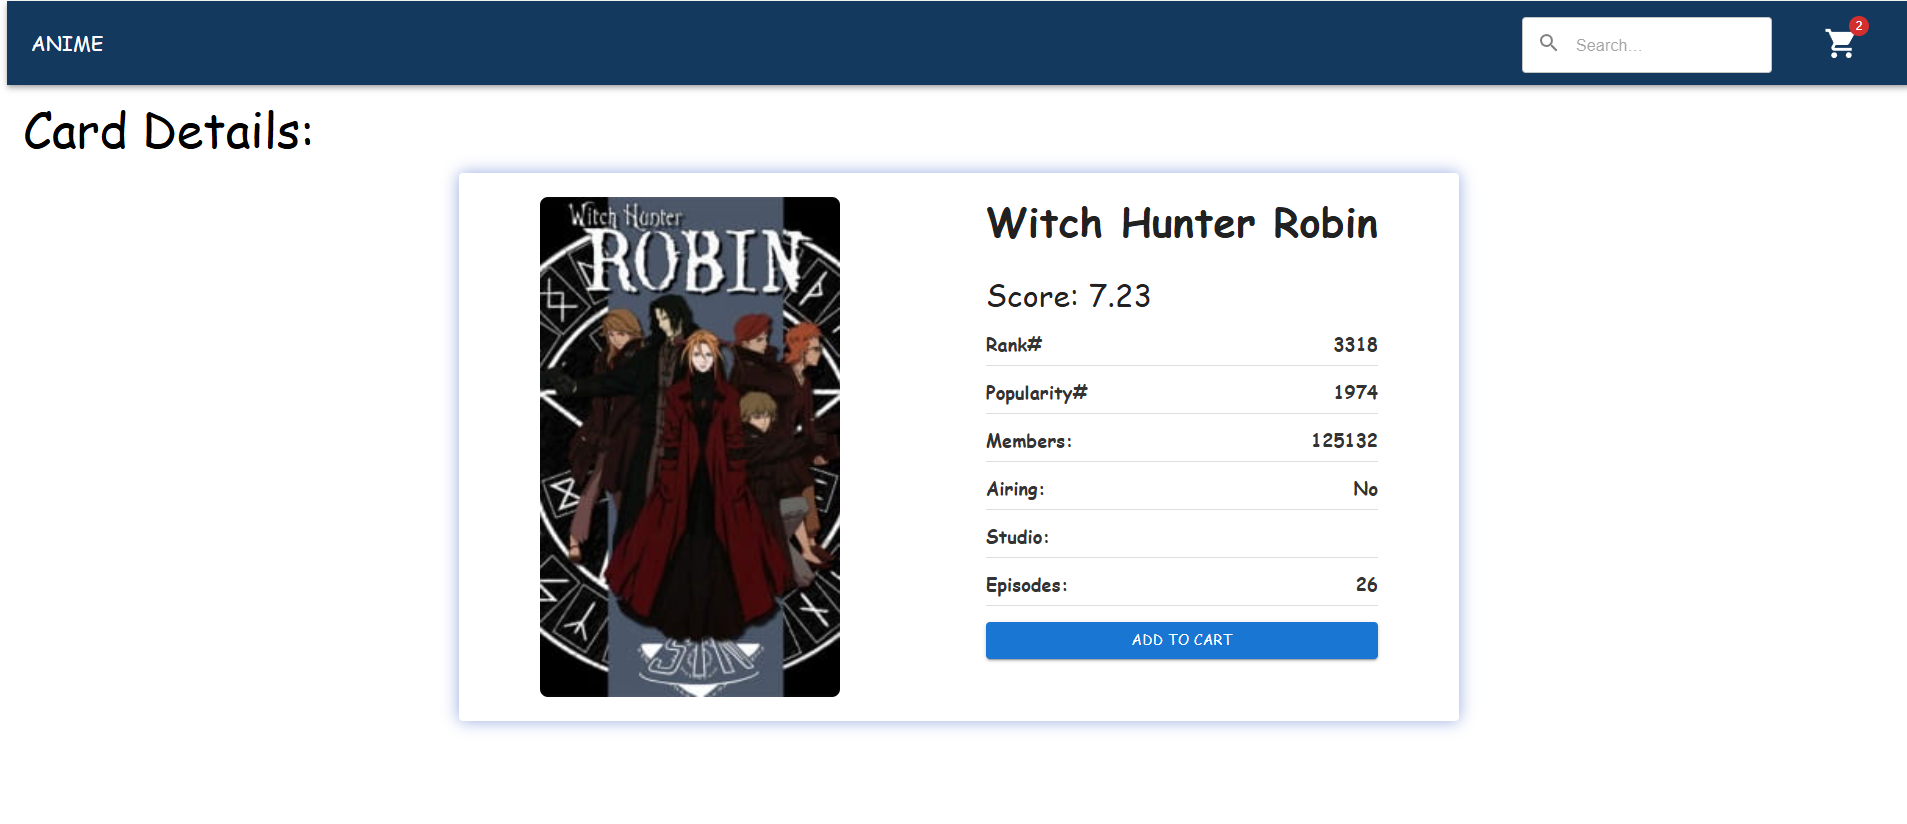 ANIME
Search...
2
Card Details:
Witch Hunter
ROBIN
Witch Hunter Robin
Score: 7.23
Rank# 3318
Popularity# 1974
Members: 125132
Airing: No
Studio:
Episodes: 26
ADD TO CART